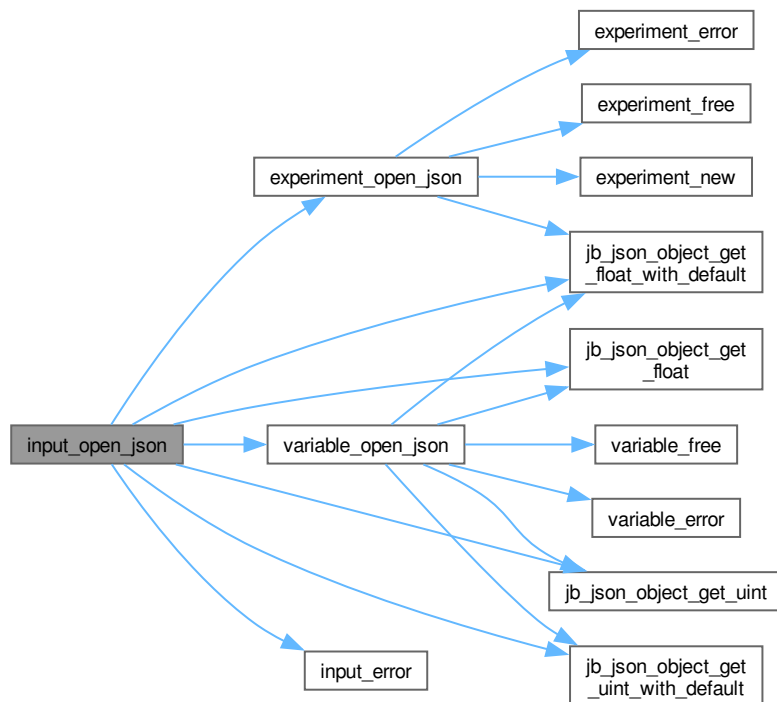 experiment_error
experiment_free
experiment_open_json
experiment_new
jb_json_object_get
_float_with_default
jb_json_object_get
_float
input_open_json
variable_open_json
variable_free
variable_error
jb_json_object_get_uint
input_error
jb_json_object_get
_uint_with_default